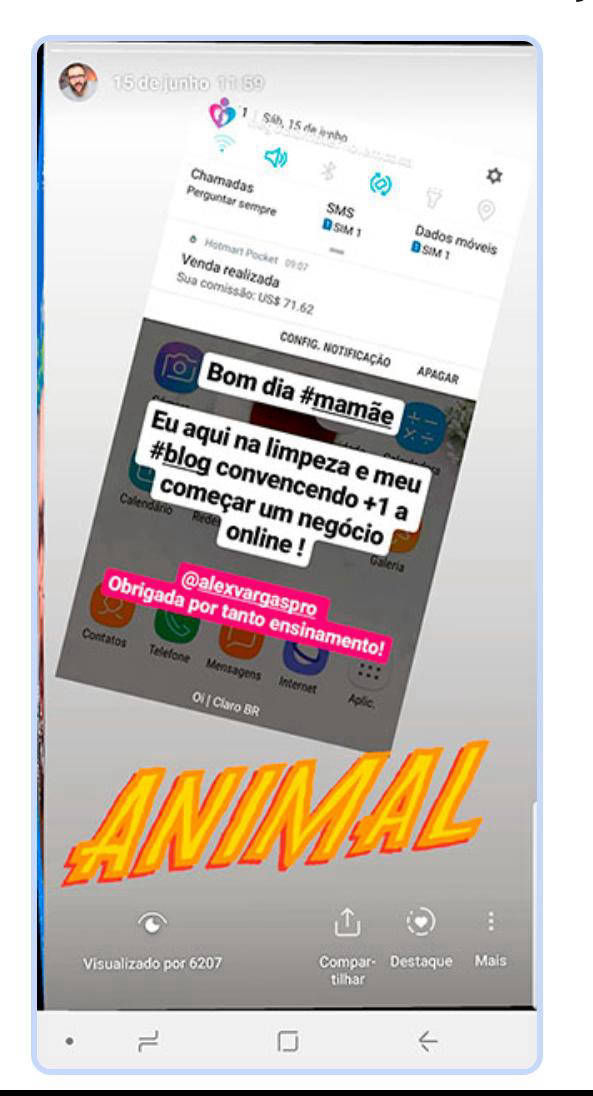 15 de junho 11:59
1 | Sáb, 15 de junho
Chamadas
Perguntar sempre
SMS
SIM 1
Dados móveis
SIM 1
Hotmart Pocket 09:07
Venda realizada
Sua comissão: US$ 71.62
CONFIG. NOTIFICAÇÃO APAGAR
Bom dia #mamãe
Eu aqui na limpeza e meu
#blog convencendo +1 a
começar um negócio
online !
Calendário
Galeria
@alexvargaspro
Obrigada por tanto ensinamento!
Contatos Telefone Mensagens Internet Aplic.
Oi | Claro BR
ANIMAL
Visualizado por 6207
Compar-
tilhar
Destaque
Mais